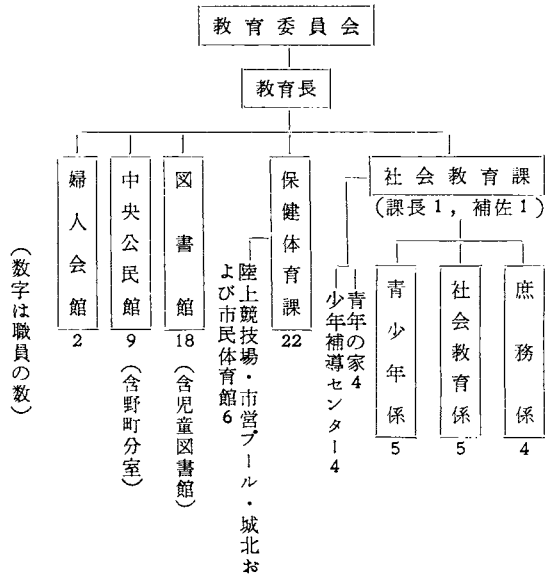 教育委員会
教育長
社会教育課
(課長1，補佐1)
庶務係
4
社会教育係
5
青少年係
5
青年の家4
少年補導センター4
保健体育課
22
陸上競技場・市営プール・城北お
よび市民体育館6
図書館
18
(含児童図書館)
中央公民館
9
(含野町分室)
婦人会館
2
(数字は職員の数)